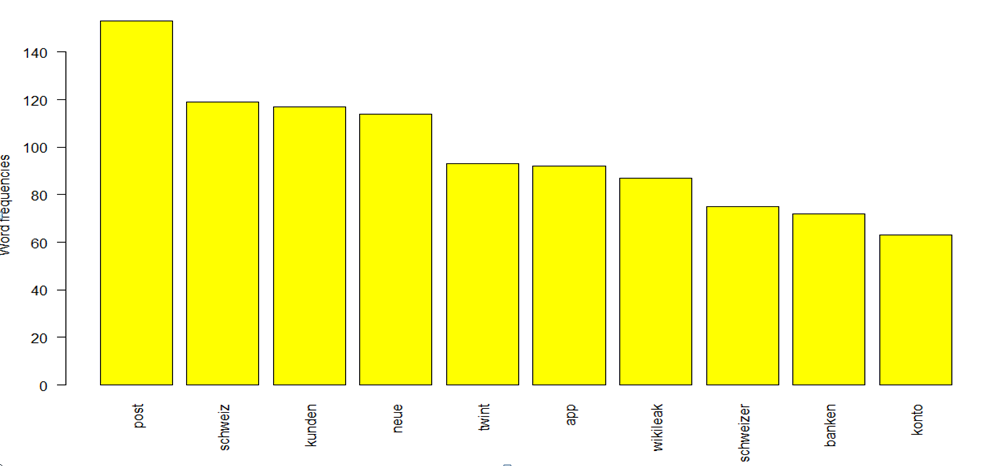 Word frequencies
140
120
100
80
60
40
20
0
post
schweiz
kunden
neue
twint
app
wikileak
schweizer
banken
konto